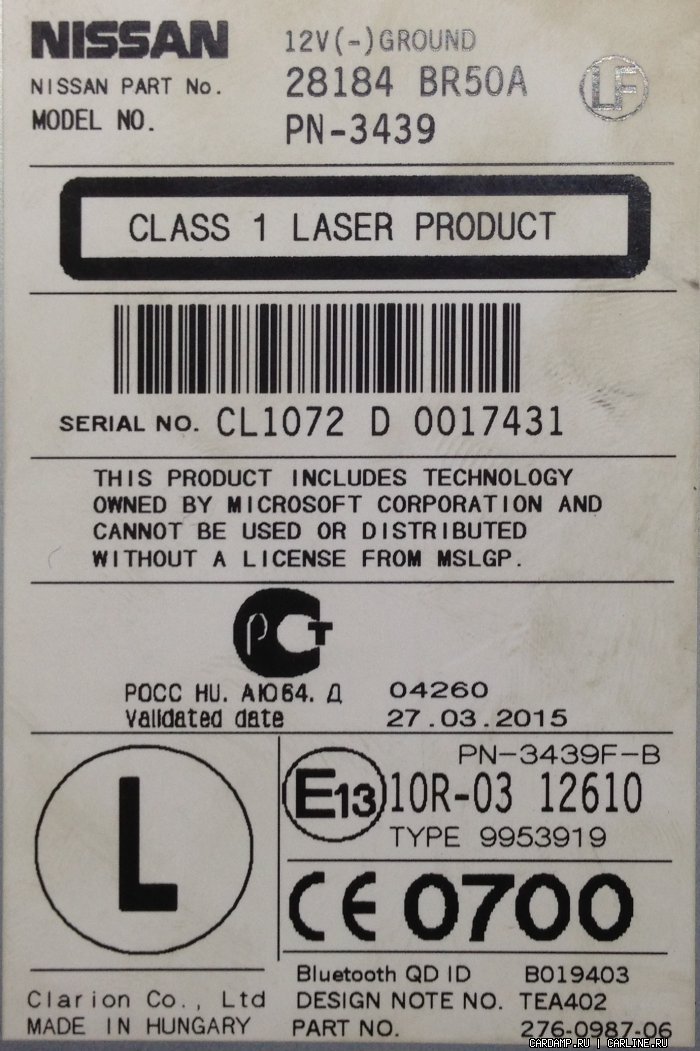 NISSAN 12V(-)GROUND
NISSAN PART No. 28184 BR50A LF
MODEL NO. PN-3439
CLASS 1 LASER PRODUCT
SERIAL NO. CL1072 D 0017431
THIS PRODUCT INCLUDES TECHNOLOGY
OWNED BY MICROSOFT CORPORATION AND
CANNOT BE USED OR DISTRIBUTED
WITHOUT A LICENSE FROM MSLGP.
РСТ
РОСС HU. АЮ64. Д 04260
Validated date 27.03.2015
PN-3439F-B
E13 10R-03 12610
TYPE 9953919
L
CE 0700
Bluetooth QD ID B019403
Clarion Co., Ltd DESIGN NOTE NO. TEA402
MADE IN HUNGARY PART NO. 276-0987-06
CARDAMP.RU | CARLINE.RU